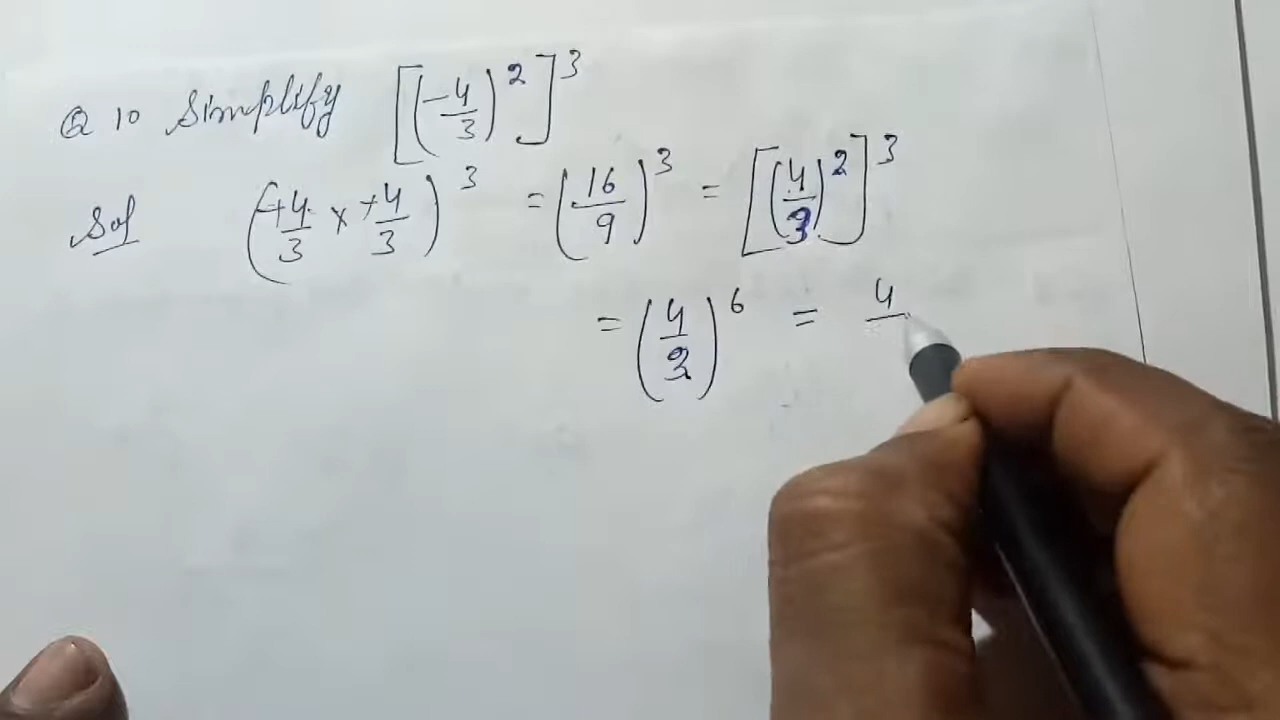 Q 10 Simplify [(-4/3)^2]^3
Sol (-4/3 × -4/3)^3 = (16/9)^3 = [(4/3)^2]^3
= (4/3)^6 = 4